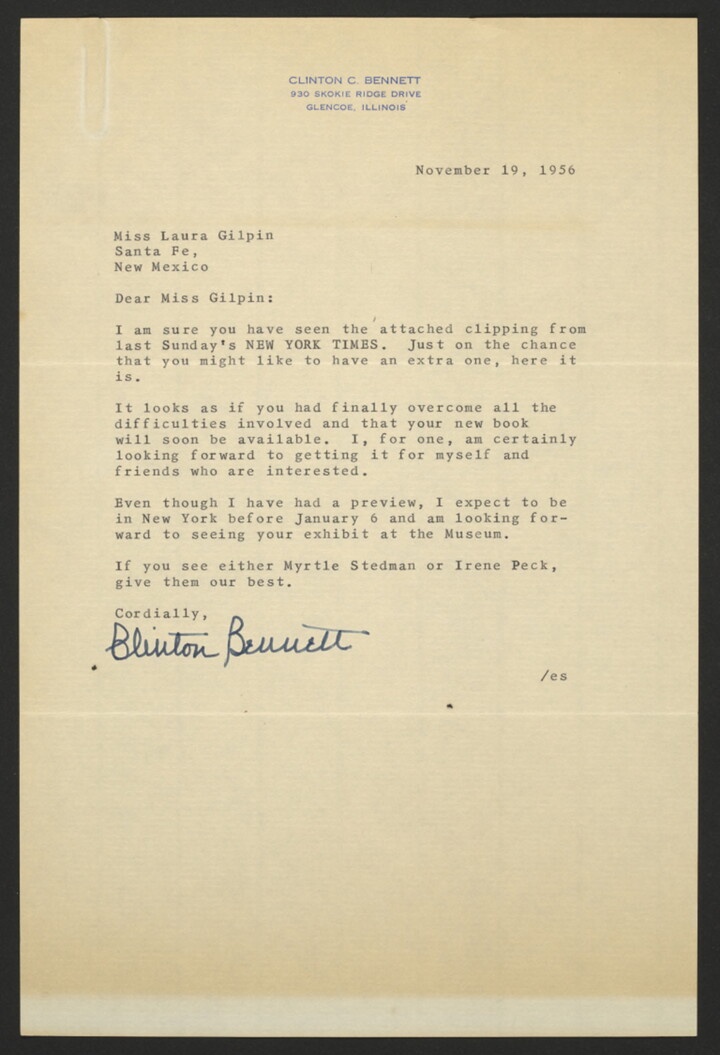 CLINTON C. BENNETT
930 SKOKIE RIDGE DRIVE
GLENCOE, ILLINOIS
November 19, 1956
Miss Laura Gilpin
Santa Fe,
New Mexico
Dear Miss Gilpin:
I am sure you have seen the attached clipping from
last Sunday's NEW YORK TIMES.  Just on the chance
that you might like to have an extra one, here it
is.
It looks as if you had finally overcome all the
difficulties involved and that your new book
will soon be available.  I, for one, am certainly
looking forward to getting it for myself and
friends who are interested.
Even though I have had a preview, I expect to be
in New York before January 6 and am looking for-
ward to seeing your exhibit at the Museum.
If you see either Myrtle Stedman or Irene Peck,
give them our best.
Cordially,
Clinton Bennett
/es